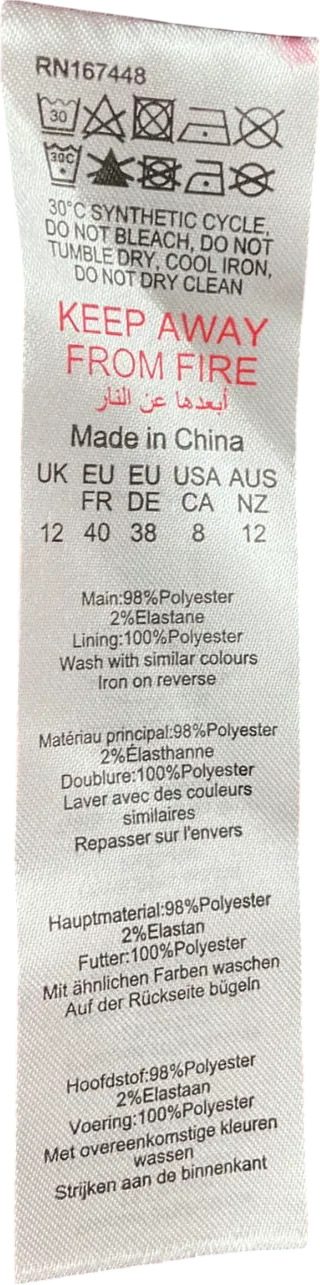 RN167448
30
30C
30°C SYNTHETIC CYCLE,
DO NOT BLEACH, DO NOT
TUMBLE DRY, COOL IRON,
DO NOT DRY CLEAN
KEEP AWAY
FROM FIRE
أبعدها عن النار
Made in China
UK EU EU USA AUS
FR DE CA NZ
12 40 38 8 12
Main:98%Polyester
2%Elastane
Lining:100%Polyester
Wash with similar colours
Iron on reverse
Matériau principal:98%Polyester
2%Élasthanne
Doublure:100%Polyester
Laver avec des couleurs
similaires
Repasser sur l'envers
Hauptmaterial:98%Polyester
2%Elastan
Futter:100%Polyester
Mit ähnlichen Farben waschen
Auf der Rückseite bügeln
Hoofdstof:98%Polyester
2%Elastaan
Voering:100%Polyester
Met overeenkomstige kleuren
wassen
Strijken aan de binnenkant